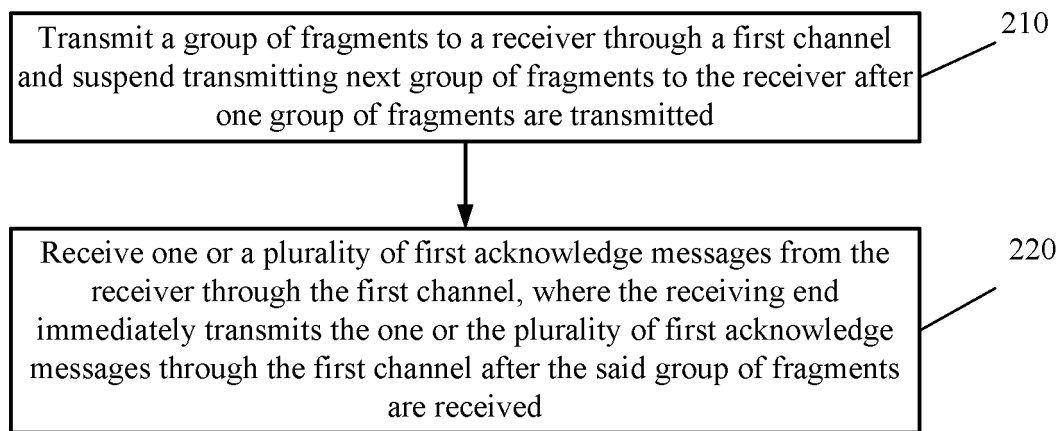 Transmit a group of fragments to a receiver through a first channel
and suspend transmitting next group of fragments to the receiver after
one group of fragments are transmitted
210
Receive one or a plurality of first acknowledge messages from the
receiver through the first channel, where the receiving end
immediately transmits the one or the plurality of first acknowledge
messages through the first channel after the said group of fragments
are received
220